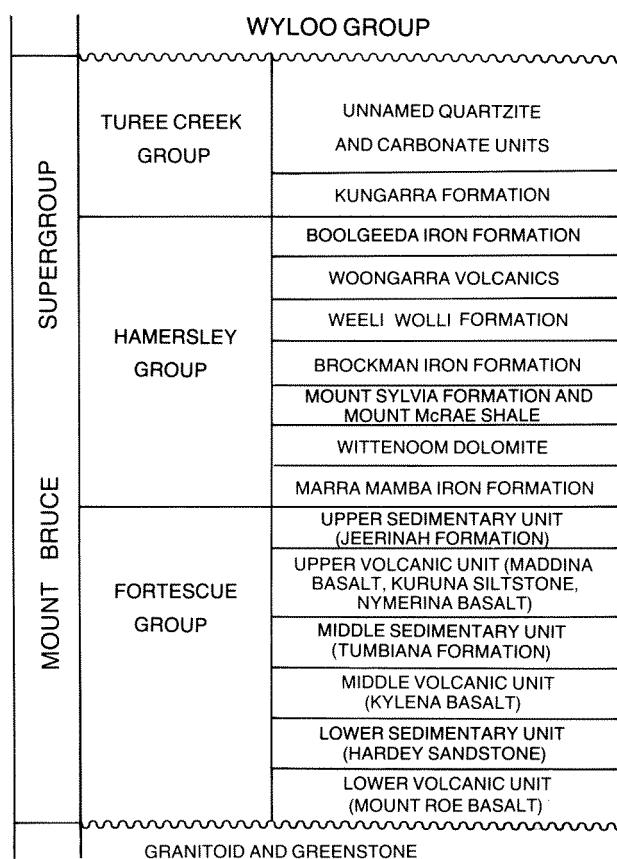 WYLOO GROUP
MOUNT BRUCE SUPERGROUP
TUREE CREEK
GROUP
UNNAMED QUARTZITE
AND CARBONATE UNITS
KUNGARRA FORMATION
HAMERSLEY
GROUP
BOOLGEEDA IRON FORMATION
WOONGARRA VOLCANICS
WEELI WOLLI FORMATION
BROCKMAN IRON FORMATION
MOUNT SYLVIA FORMATION AND
MOUNT McRAE SHALE
WITTENOOM DOLOMITE
MARRA MAMBA IRON FORMATION
FORTESCUE
GROUP
UPPER SEDIMENTARY UNIT
(JEERINAH FORMATION)
UPPER VOLCANIC UNIT (MADDINA
BASALT, KURUNA SILTSTONE,
NYMERINA BASALT)
MIDDLE SEDIMENTARY UNIT
(TUMBIANA FORMATION)
MIDDLE VOLCANIC UNIT
(KYLENA BASALT)
LOWER SEDIMENTARY UNIT
(HARDEY SANDSTONE)
LOWER VOLCANIC UNIT
(MOUNT ROE BASALT)
GRANITOID AND GREENSTONE